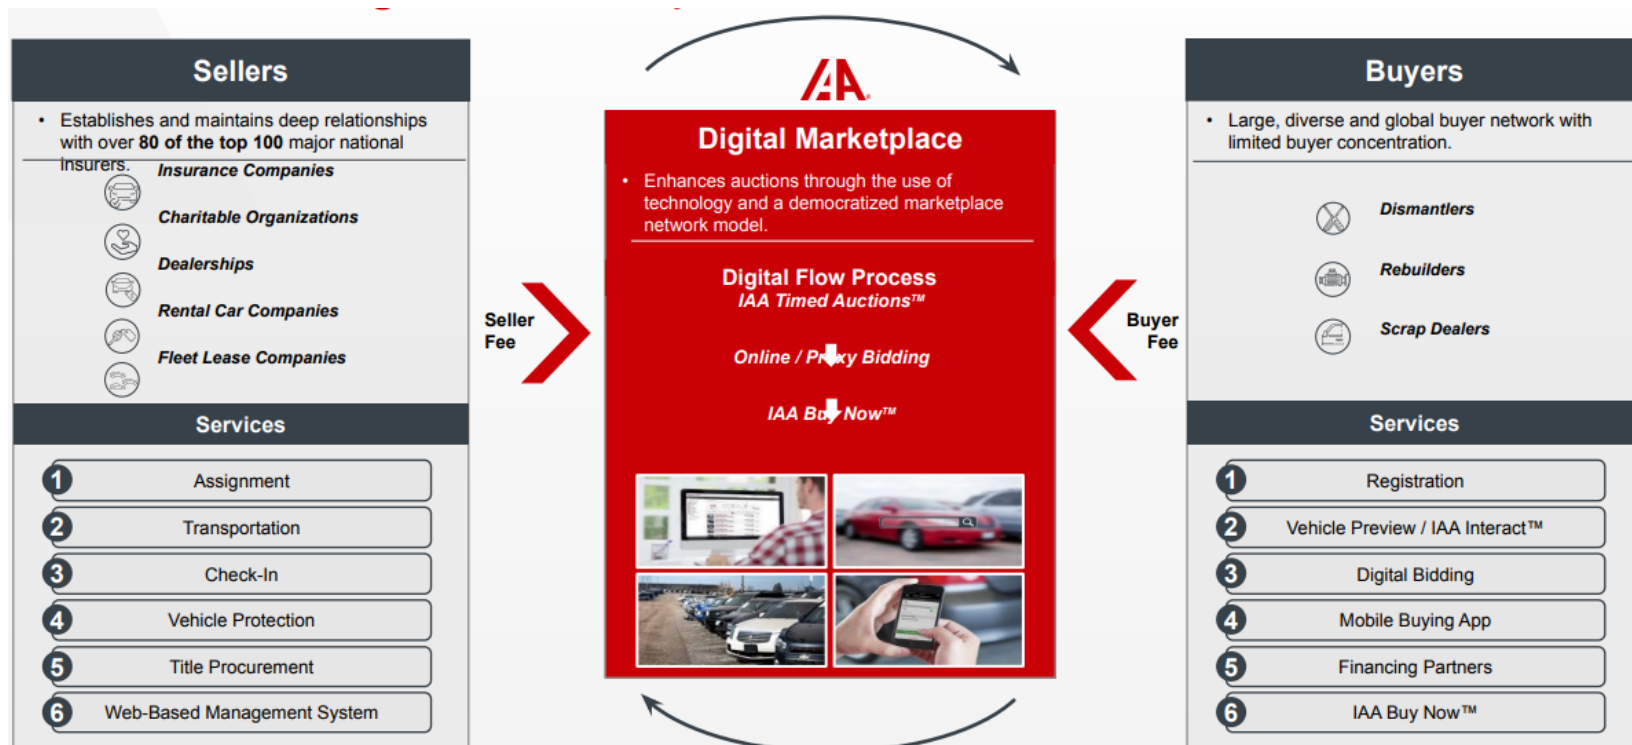 Sellers
• Establishes and maintains deep relationships
with over 80 of the top 100 major national
insurers.
Insurance Companies
Charitable Organizations
Dealerships
Rental Car Companies
Fleet Lease Companies
Services
1 Assignment
2 Transportation
3 Check-In
4 Vehicle Protection
5 Title Procurement
6 Web-Based Management System
Seller
Fee
IAA®
Digital Marketplace
• Enhances auctions through the use of
technology and a democratized marketplace
network model.
Digital Flow Process
IAA Timed Auctions™
Online / Proxy Bidding
IAA Buy Now™
Buyer
Fee
Buyers
• Large, diverse and global buyer network with
limited buyer concentration.
Dismantlers
Rebuilders
Scrap Dealers
Services
1 Registration
2 Vehicle Preview / IAA Interact™
3 Digital Bidding
4 Mobile Buying App
5 Financing Partners
6 IAA Buy Now™